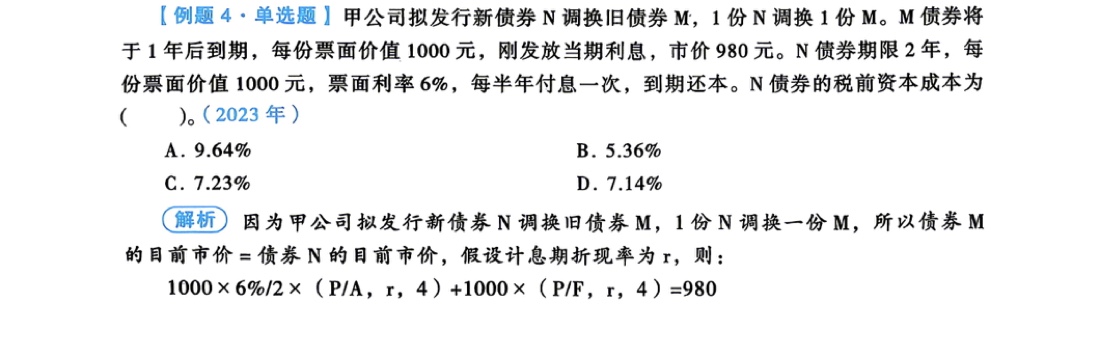 【例题 4·单选题】甲公司拟发行新债券 N 调换旧债券 M，1 份 N 调换 1 份 M。M 债券将
于 1 年后到期，每份票面价值 1000 元，刚发放当期利息，市价 980 元。N 债券期限 2 年，每
份票面价值 1000 元，票面利率 6%，每半年付息一次，到期还本。N 债券的税前资本成本为
(　　)。（2023 年）
A. 9.64%　　B. 5.36%
C. 7.23%　　D. 7.14%
解析 因为甲公司拟发行新债券 N 调换旧债券 M，1 份 N 调换一份 M，所以债券 M
的目前市价 = 债券 N 的目前市价，假设计息期折现率为 r，则：
1000 × 6%/2 ×（P/A，r，4）+1000 ×（P/F，r，4）=980